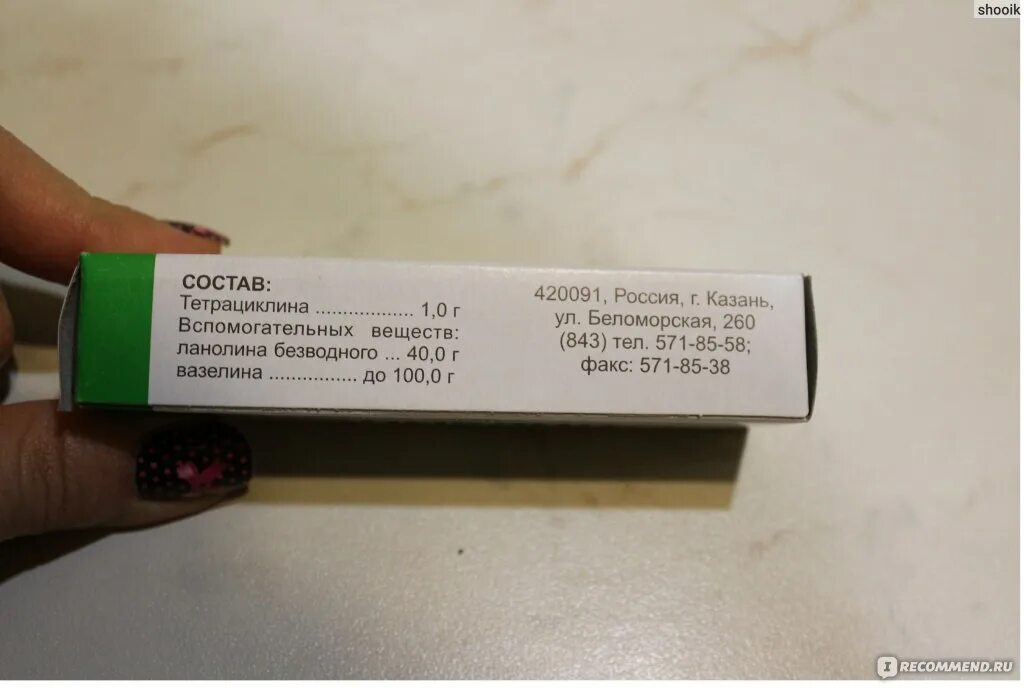 shooik
СОСТАВ:
Тетрациклина .................. 1,0 г
Вспомогательных веществ:
ланолина безводного ... 40,0 г
вазелина ................ до 100,0 г
420091, Россия, г. Казань,
ул. Беломорская, 260
(843) тел. 571-85-58;
факс: 571-85-38
IRECOMMEND.RU